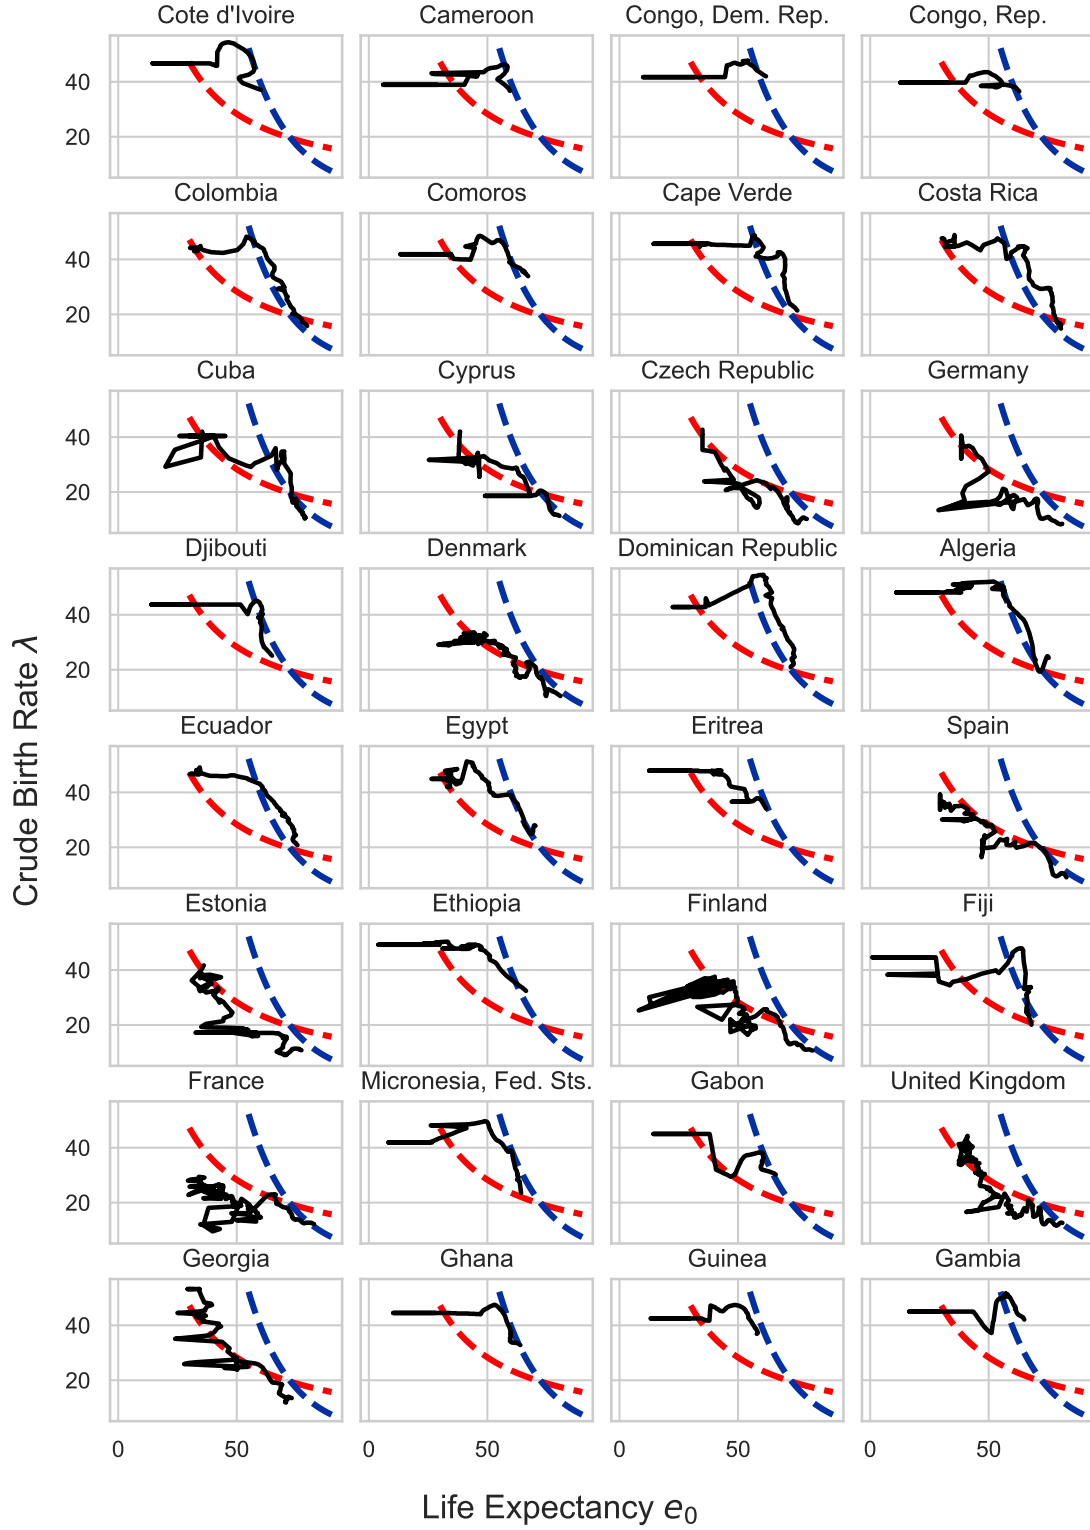 Cote d'Ivoire Cameroon Congo, Dem. Rep. Congo, Rep.
40
20
Colombia Comoros Cape Verde Costa Rica
40
20
Cuba Cyprus Czech Republic Germany
40
20
Djibouti Denmark Dominican Republic Algeria
40
20
Crude Birth Rate λ
Ecuador Egypt Eritrea Spain
40
20
Estonia Ethiopia Finland Fiji
40
20
France Micronesia, Fed. Sts. Gabon United Kingdom
40
20
Georgia Ghana Guinea Gambia
40
20
0 50 0 50 0 50 0 50
Life Expectancy e₀